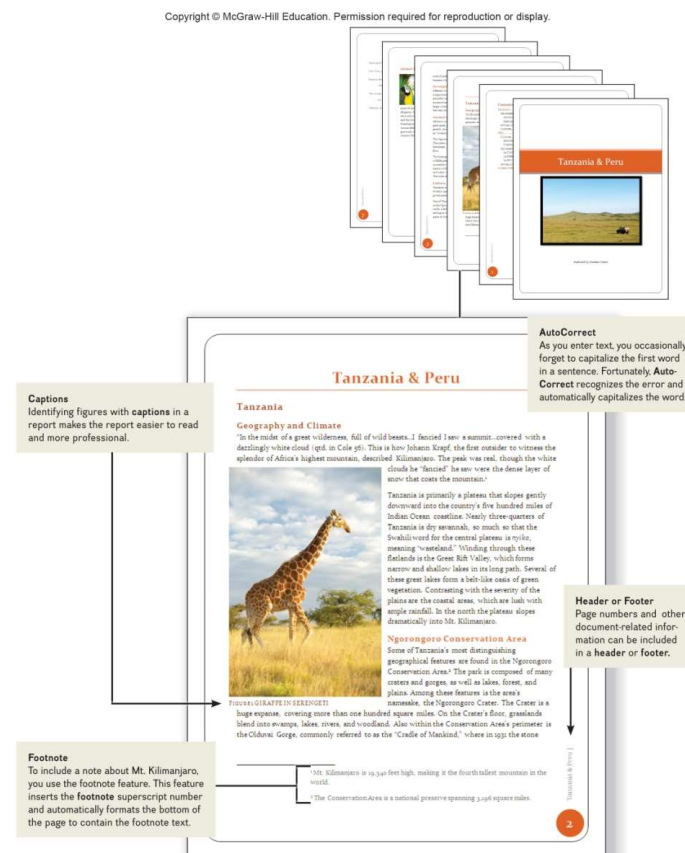 Copyright © McGraw-Hill Education. Permission required for reproduction or display.
Tanzania & Peru
AutoCorrect
As you enter text, you occasionally
forget to capitalize the first word
in a sentence. Fortunately, Auto-
Correct recognizes the error and
automatically capitalizes the word.
Captions
Identifying figures with captions in a
report makes the report easier to read
and more professional.
Tanzania & Peru
Tanzania
Geography and Climate
"In the midst of a great wilderness, full of wild beasts...I fancied I saw a summit...covered with a
dazzlingly white cloud (qtd. in Cole 56). This is how Johann Krapf, the first outsider to witness the
splendor of Africa's highest mountain, described Kilimanjaro. The peak was real, though the white
clouds he "fancied" he saw were the dense layer of
snow that coats the mountain.¹
Tanzania is primarily a plateau that slopes gently
downward into the country's five hundred miles of
Indian Ocean coastline. Nearly three-quarters of
Tanzania is dry savannah, so much so that the
Swahili word for the central plateau is nyika,
meaning "wasteland." Winding through these
flatlands is the Great Rift Valley, which forms
narrow and shallow lakes in its long path. Several of
these great lakes form a belt-like oasis of green
vegetation. Contrasting with the severity of the
plains are the coastal areas, which are lush with
ample rainfall. In the north the plateau slopes
dramatically into Mt. Kilimanjaro.
Ngorongoro Conservation Area
Some of Tanzania's most distinguishing
geographical features are found in the Ngorongoro
Conservation Area.² The park is composed of many
craters and gorges, as well as lakes, forest, and
plains. Among these features is the area's
namesake, the Ngorongoro Crater. The Crater is a
FIGURE 1 GIRAFFE IN SERENGETI
huge expanse, covering more than one hundred square miles. On the Crater's floor, grasslands
blend into swamps, lakes, rivers, and woodland. Also within the Conservation Area's perimeter is
the Olduvai Gorge, commonly referred to as the "Cradle of Mankind," where in 1931 the stone
Header or Footer
Page numbers and other
document-related infor-
mation can be included
in a header or footer.
Footnote
To include a note about Mt. Kilimanjaro,
you use the footnote feature. This feature
inserts the footnote superscript number
and automatically formats the bottom of
the page to contain the footnote text.
¹ Mt. Kilimanjaro is 19,340 feet high, making it the fourth tallest mountain in the
world.
² The Conservation Area is a national preserve spanning 3,196 square miles.
Tanzania & Peru
2